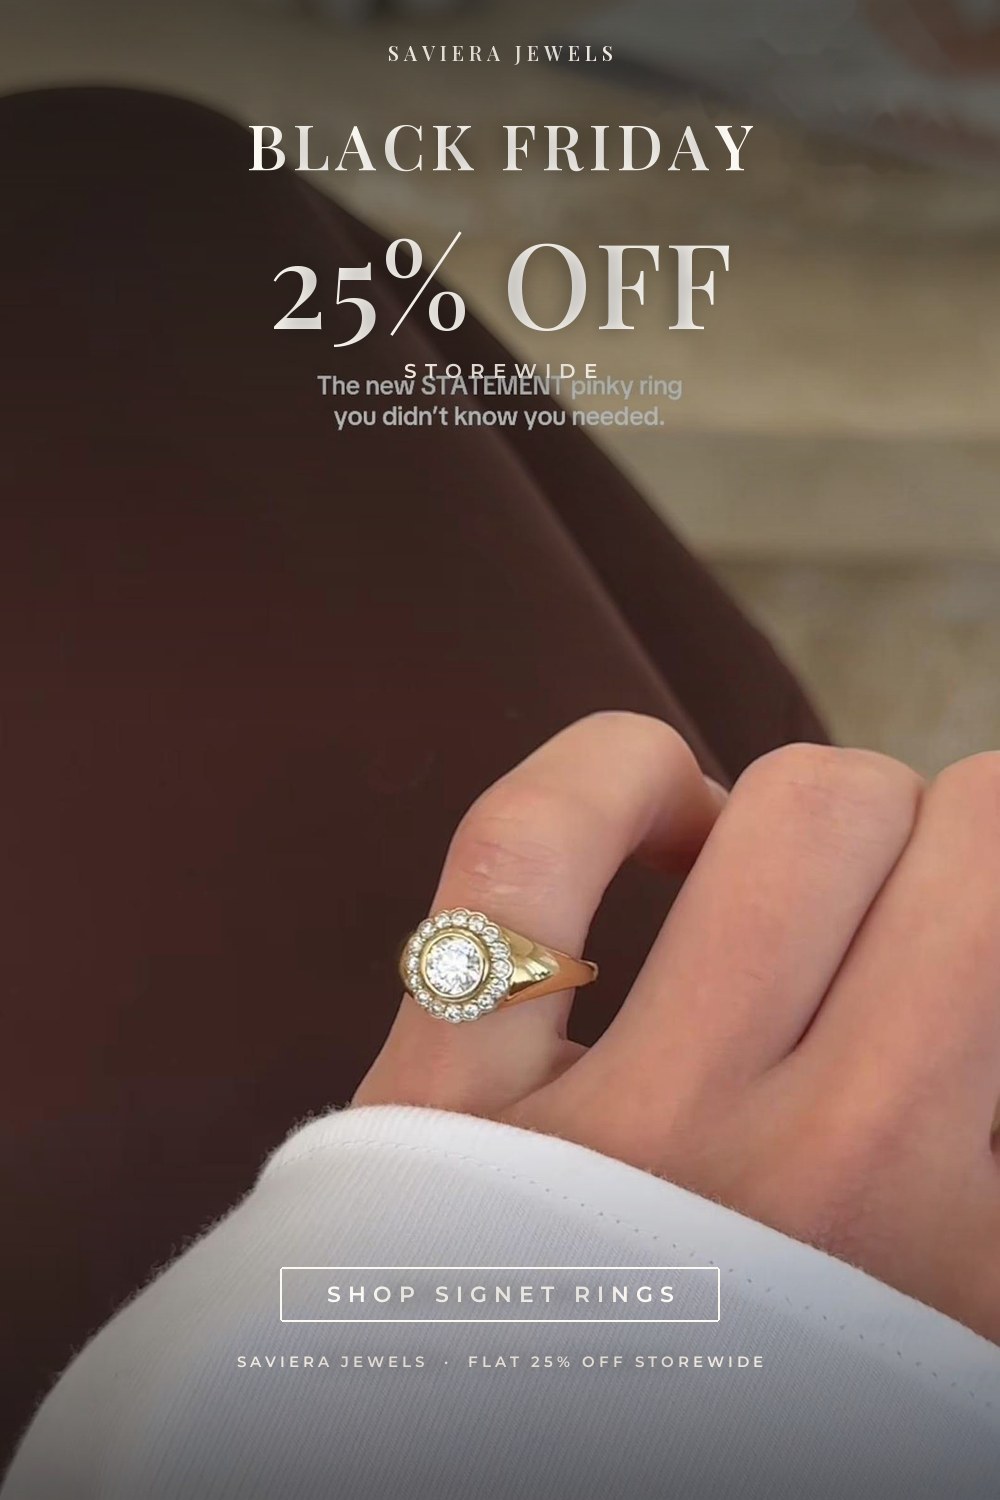 SAVIERA JEWELS
BLACK FRIDAY
25% OFF
STOREWIDE
The new STATEMENT pinky ring
you didn’t know you needed.
SHOP SIGNET RINGS
SAVIERA JEWELS · FLAT 25% OFF STOREWIDE